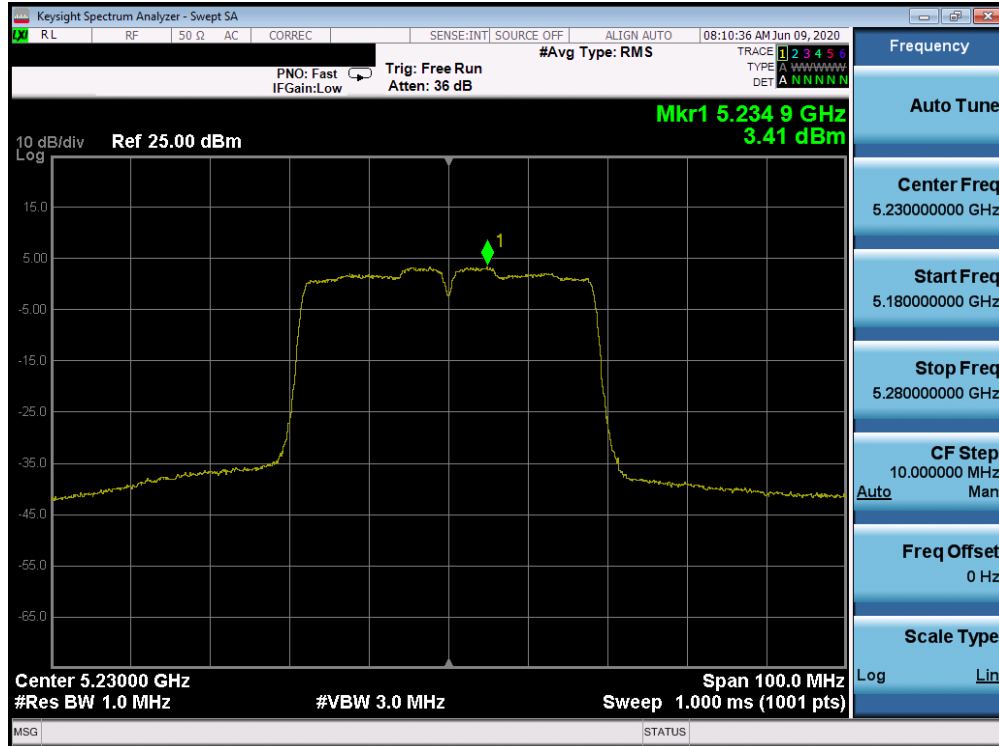 Keysight Spectrum Analyzer - Swept SA
LXI RL RF 50 Ω AC CORREC SENSE:INT SOURCE OFF ALIGN AUTO 08:10:36 AM Jun 09, 2020
#Avg Type: RMS
TRACE 1 2 3 4 5 6
TYPE A WWWWW
DET A N N N N N
PNO: Fast
IFGain:Low
Trig: Free Run
Atten: 36 dB
Mkr1 5.234 9 GHz
3.41 dBm
10 dB/div Ref 25.00 dBm
Log
15.0
5.00
-5.00
-15.0
-25.0
-35.0
-45.0
-55.0
-65.0
1
Center 5.23000 GHz Span 100.0 MHz
#Res BW 1.0 MHz #VBW 3.0 MHz Sweep 1.000 ms (1001 pts)
MSG STATUS
Frequency
Auto Tune
Center Freq
5.230000000 GHz
Start Freq
5.180000000 GHz
Stop Freq
5.280000000 GHz
CF Step
10.000000 MHz
Auto Man
Freq Offset
0 Hz
Scale Type
Log Lin